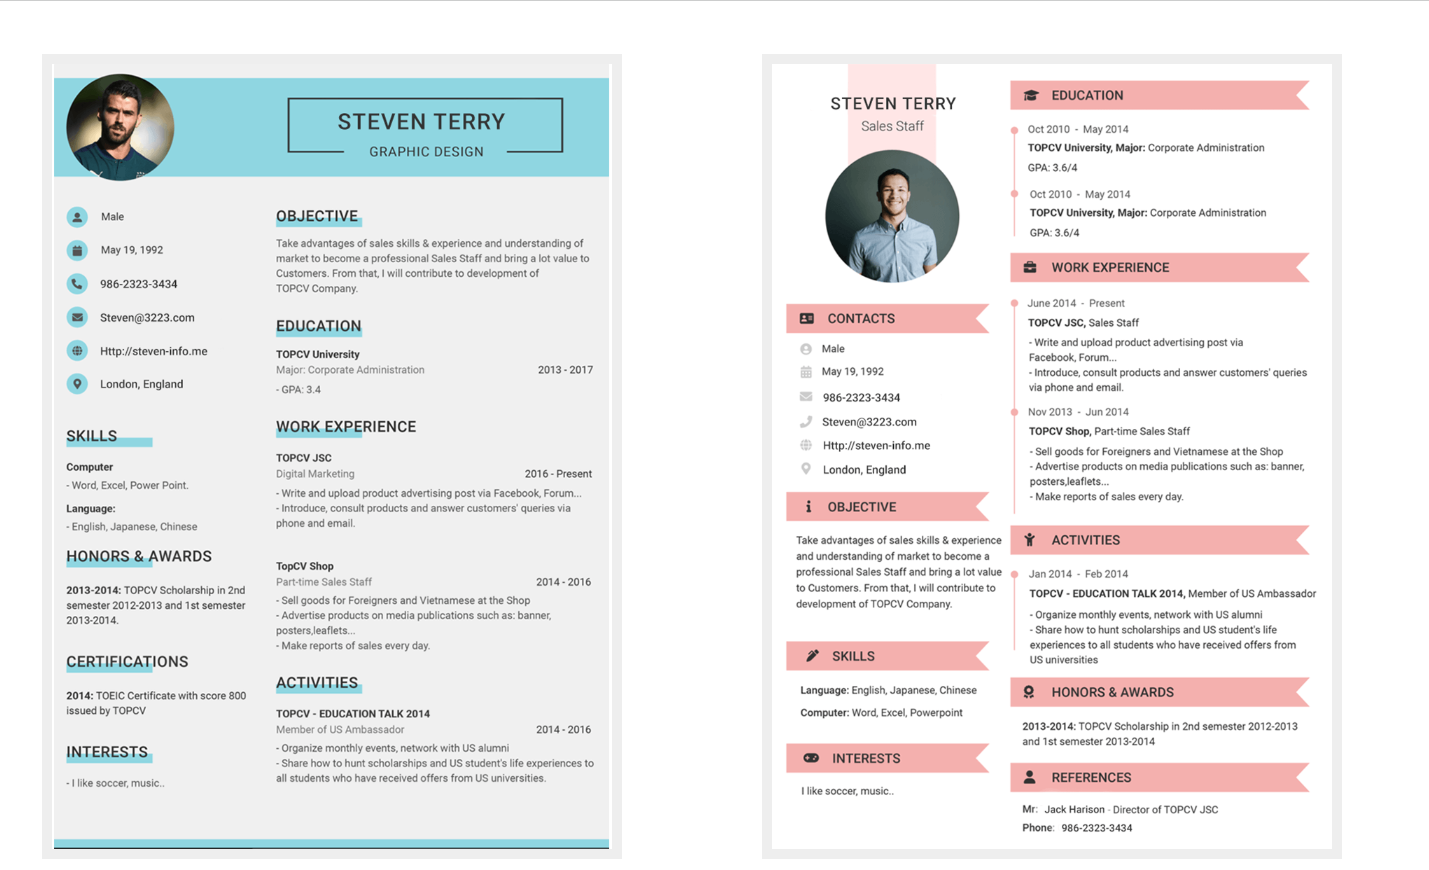 STEVEN TERRY
GRAPHIC DESIGN
Male
May 19, 1992
986-2323-3434
Steven@3223.com
Http://steven-info.me
London, England
SKILLS
Computer
- Word, Excel, Power Point.
Language:
- English, Japanese, Chinese
HONORS & AWARDS
2013-2014: TOPCV Scholarship in 2nd
semester 2012-2013 and 1st semester
2013-2014.
CERTIFICATIONS
2014: TOEIC Certificate with score 800
issued by TOPCV
INTERESTS
- I like soccer, music..
OBJECTIVE
Take advantages of sales skills & experience and understanding of
market to become a professional Sales Staff and bring a lot value to
Customers. From that, I will contribute to development of
TOPCV Company.
EDUCATION
TOPCV University
Major: Corporate Administration 2013 - 2017
- GPA: 3.4
WORK EXPERIENCE
TOPCV JSC
Digital Marketing 2016 - Present
- Write and upload product advertising post via Facebook, Forum...
- Introduce, consult products and answer customers' queries via
phone and email.
TopCV Shop
Part-time Sales Staff 2014 - 2016
- Sell goods for Foreigners and Vietnamese at the Shop
- Advertise products on media publications such as: banner,
posters,leaflets...
- Make reports of sales every day.
ACTIVITIES
TOPCV - EDUCATION TALK 2014
Member of US Ambassador 2014 - 2016
- Organize monthly events, network with US alumni
- Share how to hunt scholarships and US student's life experiences to
all students who have received offers from US universities.
STEVEN TERRY
Sales Staff
CONTACTS
Male
May 19, 1992
986-2323-3434
Steven@3223.com
Http://steven-info.me
London, England
OBJECTIVE
Take advantages of sales skills & experience
and understanding of market to become a
professional Sales Staff and bring a lot value
to Customers. From that, I will contribute to
development of TOPCV Company.
SKILLS
Language: English, Japanese, Chinese
Computer: Word, Excel, Powerpoint
INTERESTS
I like soccer, music..
EDUCATION
Oct 2010 - May 2014
TOPCV University, Major: Corporate Administration
GPA: 3.6/4
Oct 2010 - May 2014
TOPCV University, Major: Corporate Administration
GPA: 3.6/4
WORK EXPERIENCE
June 2014 - Present
TOPCV JSC, Sales Staff
- Write and upload product advertising post via
Facebook, Forum...
- Introduce, consult products and answer customers' queries
via phone and email.
Nov 2013 - Jun 2014
TOPCV Shop, Part-time Sales Staff
- Sell goods for Foreigners and Vietnamese at the Shop
- Advertise products on media publications such as: banner,
posters,leaflets...
- Make reports of sales every day.
ACTIVITIES
Jan 2014 - Feb 2014
TOPCV - EDUCATION TALK 2014, Member of US Ambassador
- Organize monthly events, network with US alumni
- Share how to hunt scholarships and US student's life
experiences to all students who have received offers from
US universities
HONORS & AWARDS
2013-2014: TOPCV Scholarship in 2nd semester 2012-2013
and 1st semester 2013-2014
REFERENCES
Mr: Jack Harison - Director of TOPCV JSC
Phone: 986-2323-3434